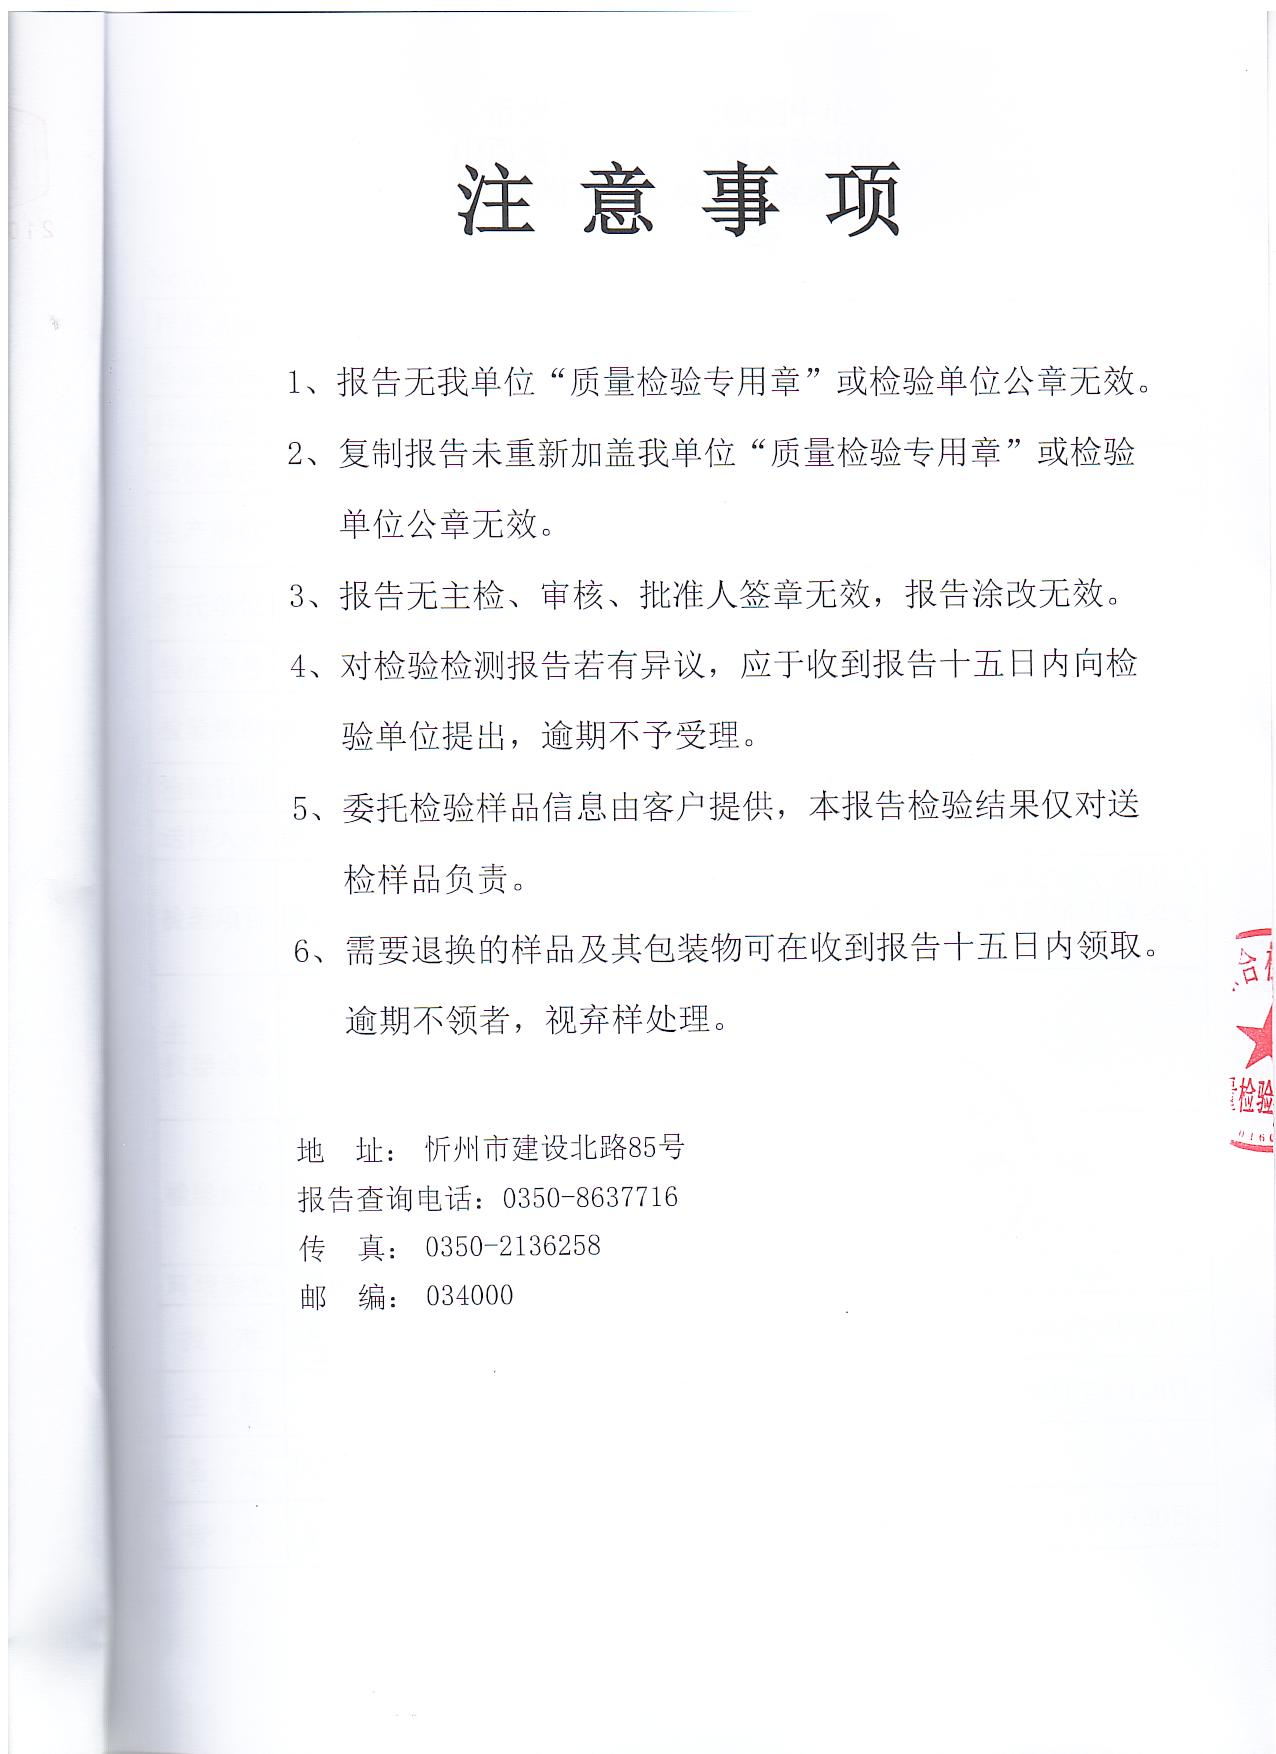 注意事项
1、报告无我单位“质量检验专用章”或检验单位公章无效。
2、复制报告未重新加盖我单位“质量检验专用章”或检验
单位公章无效。
3、报告无主检、审核、批准人签章无效，报告涂改无效。
4、对检验检测报告若有异议，应于收到报告十五日内向检
验单位提出，逾期不予受理。
5、委托检验样品信息由客户提供，本报告检验结果仅对送
检样品负责。
6、需要退换的样品及其包装物可在收到报告十五日内领取。
逾期不领者，视弃样处理。
合检
量检验
0160
地 址： 忻州市建设北路85号
报告查询电话：0350-8637716
传 真： 0350-2136258
邮 编： 034000